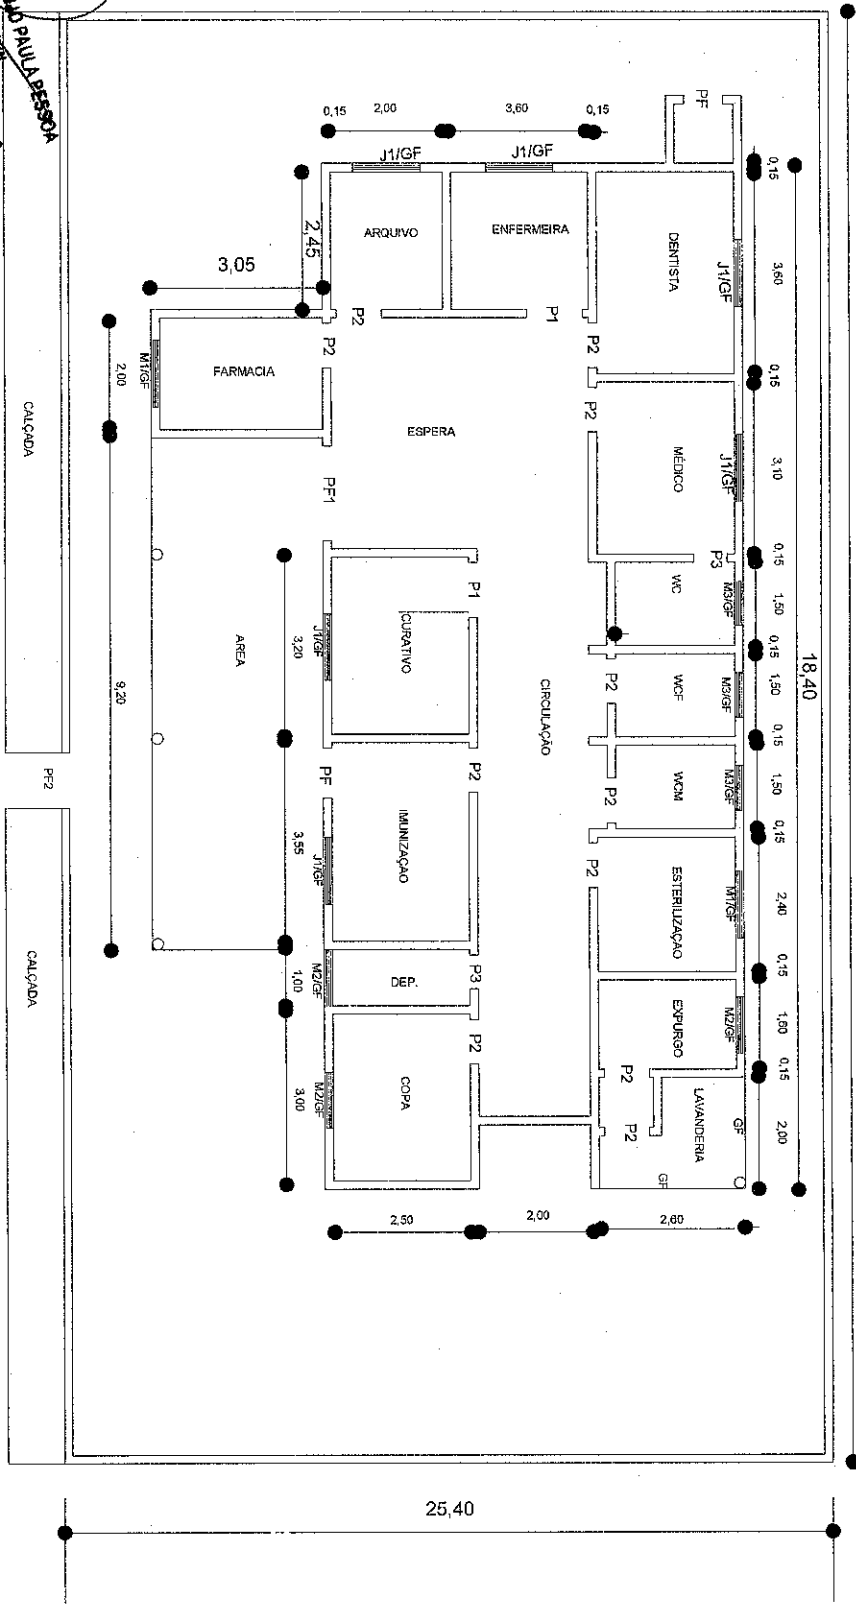 PAULA PESSOA
0,15 2,00 3,60 0,15
PF
J1/GF
J1/GF
0,15
2,45
3,05
ARQUIVO
ENFERMEIRA
DENTISTA
J1/GF
3,60
P2
P1
P2
P2
0,15
2,00
M1/GF
FARMACIA
P2
ESPERA
MÉDICO
J1/GF
3,10
CALÇADA
PF1
P3
0,15
WC
M3/GF
1,50
P1
CURATIVO
J1/GF
3,20
AREA
0,15
18,40
9,20
CIRCULAÇÃO
P2
WCF
M3/GF
1,50
0,15
PF2
PF
P2
P2
WCM
M3/GF
1,50
0,15
IMUNIZAÇAO
J1/GF
3,55
P2
ESTERILIZAÇAO
M1/GF
2,40
0,15
CALÇADA
1,00
M2/GF
DEP.
P3
EXPURGO
M2/GF
1,60
0,15
P2
P2
P2
3,00
M2/GF
COPA
LAVANDERIA
GF
GF
2,00
2,50
2,00
2,60
25,40